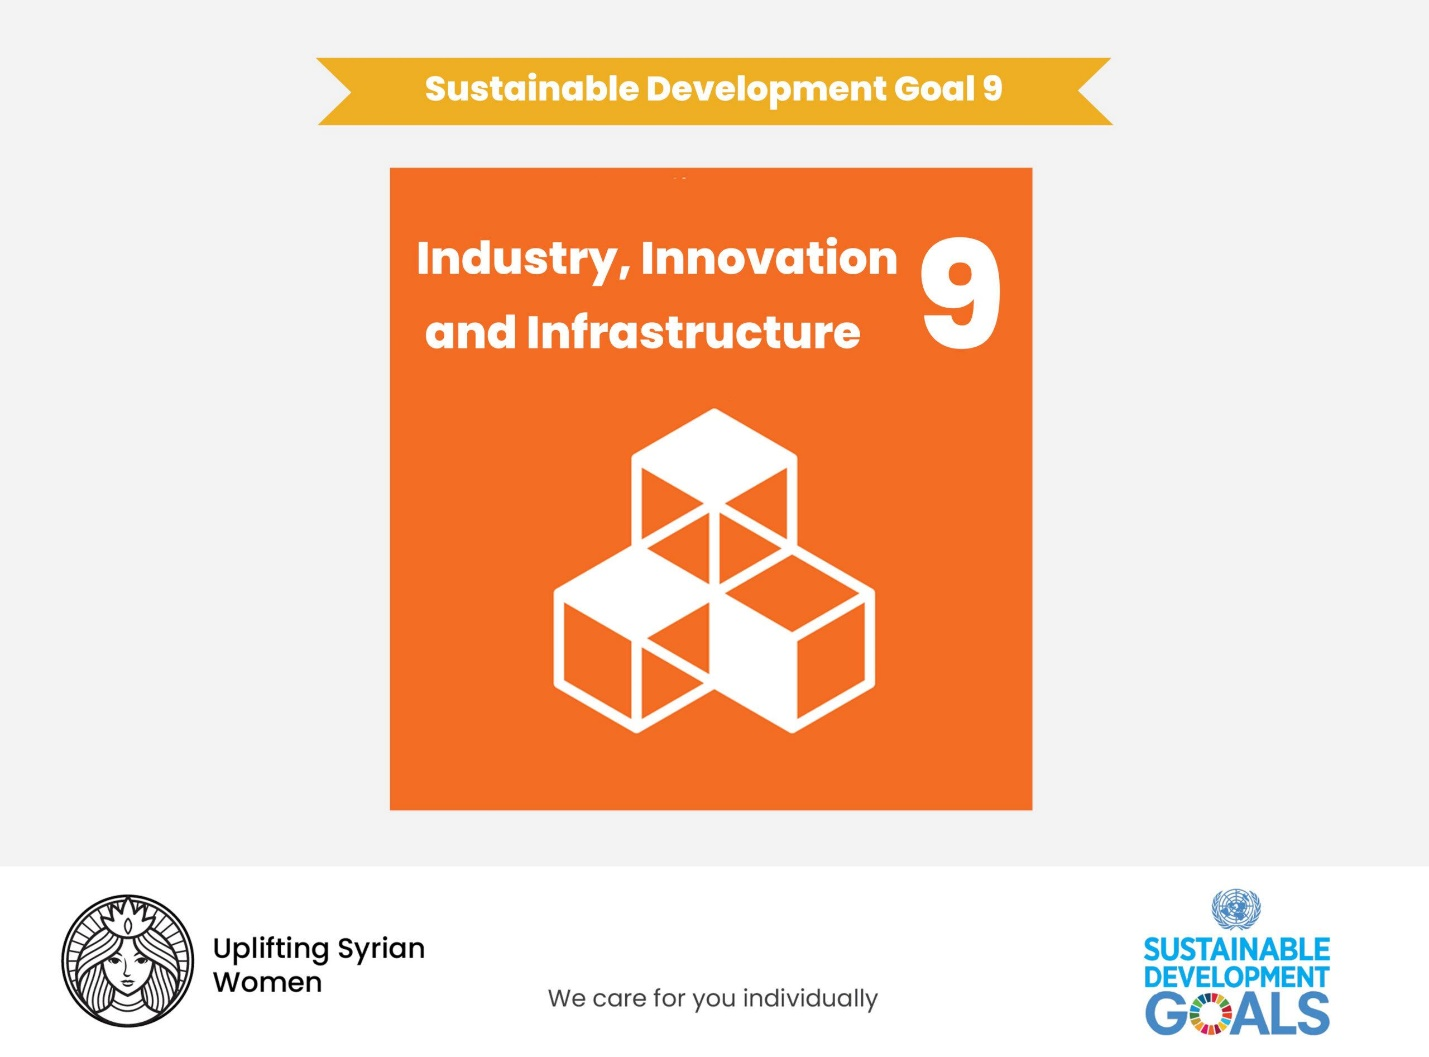 Sustainable Development Goal 9
Industry, Innovation
and Infrastructure
9
Uplifting Syrian
Women
We care for you individually
SUSTAINABLE
DEVELOPMENT
GOALS